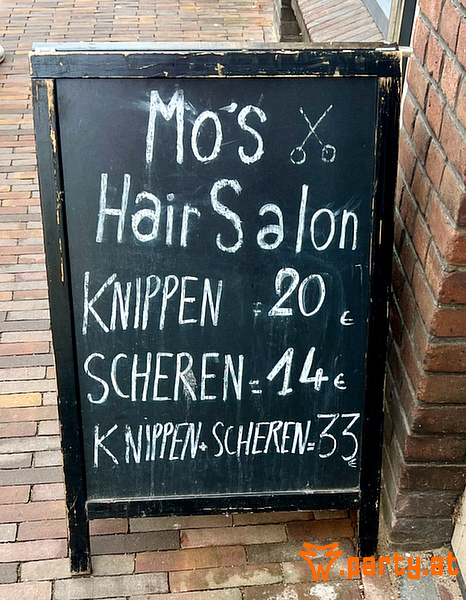 Mo's
Hair Salon
KNIPPEN = 20 €
SCHEREN = 14 €
KNIPPEN + SCHEREN = 33 €
W.party.at